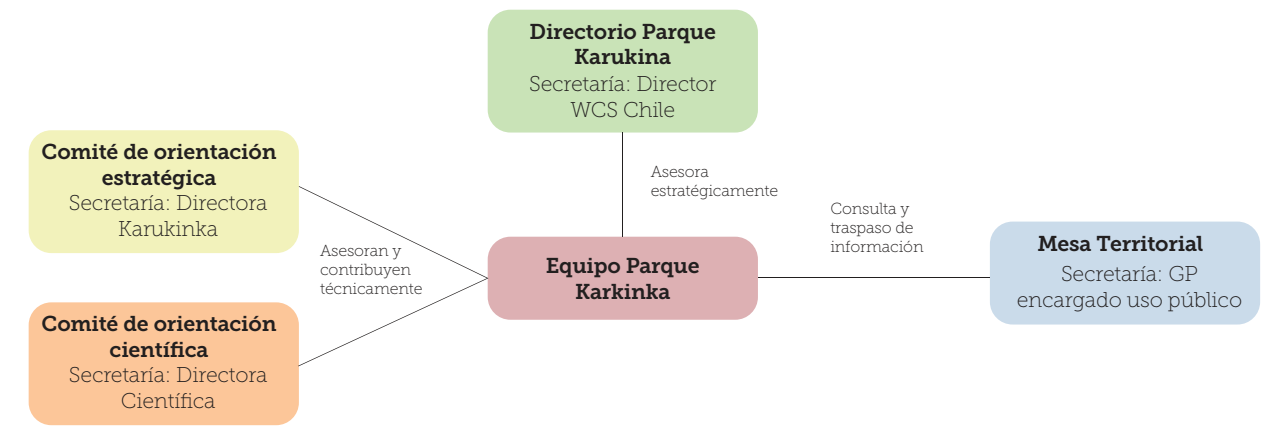 Directorio Parque
Karukina
Secretaría: Director
WCS Chile
Comité de orientación
estratégica
Secretaría: Directora
Karukinka
Asesora
estratégicamente
Consulta y
traspaso de
información
Asesan y
contribuyen
técnicamente
Equipo Parque
Karkinka
Mesa Territorial
Secretaría: GP
encargado uso público
Comité de orientación
científica
Secretaría: Directora
Científica